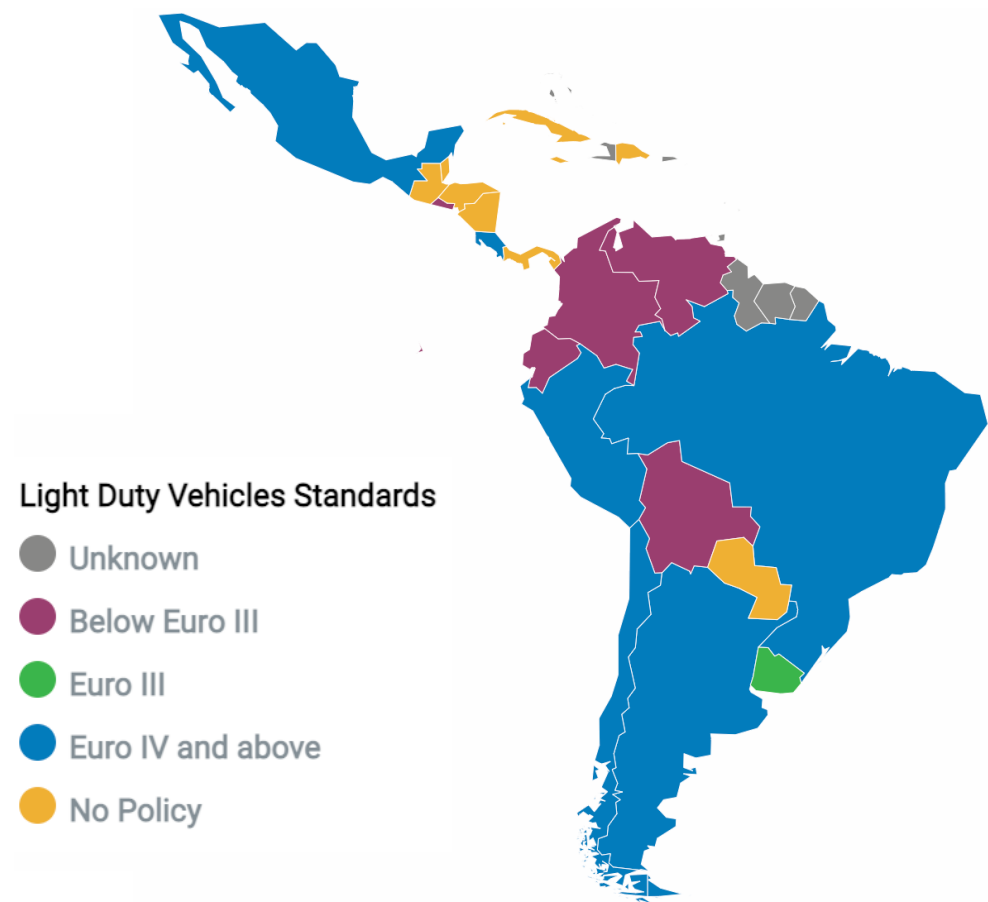 Light Duty Vehicles Standards
Unknown
Below Euro III
Euro III
Euro IV and above
No Policy